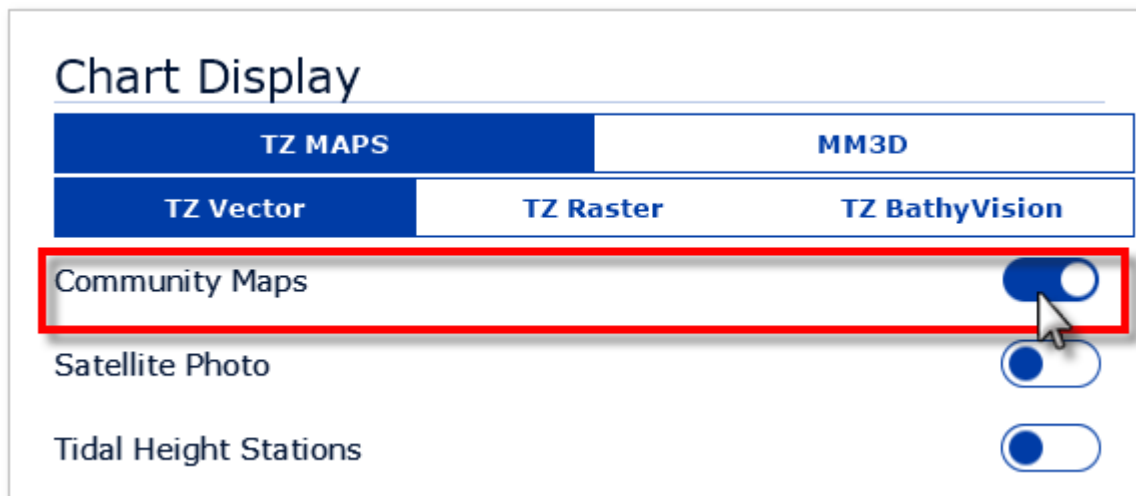 Chart Display
TZ MAPS MM3D
TZ Vector TZ Raster TZ BathyVision
Community Maps
Satellite Photo
Tidal Height Stations